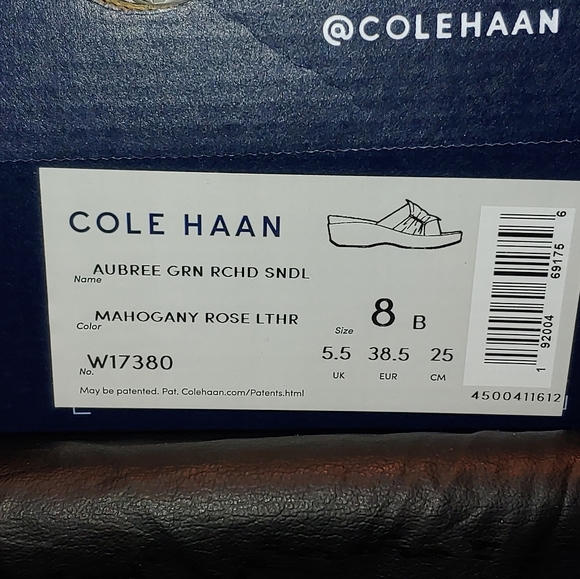 @COLEHAAN
COLE HAAN
Name AUBREE GRN RCHD SNDL
Color MAHOGANY ROSE LTHR
Size 8 B
No. W17380
5.5 38.5 25
UK EUR CM
May be patented. Pat. Colehaan.com/Patents.html
1 92004 69175 6
4500411612